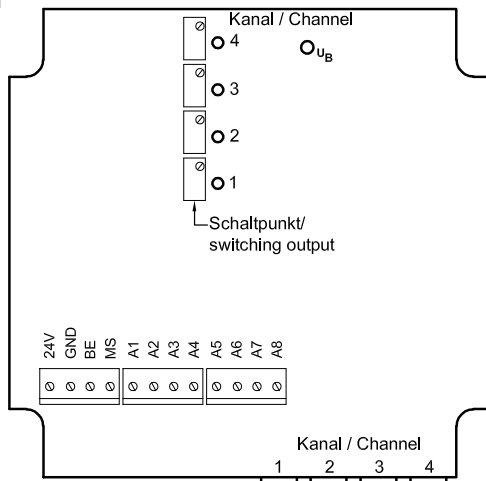 Kanal / Channel
4
U_B
3
2
1
Schaltpunkt/
switching output
24V GND BE MS A1 A2 A3 A4 A5 A6 A7 A8
Kanal / Channel
1 2 3 4